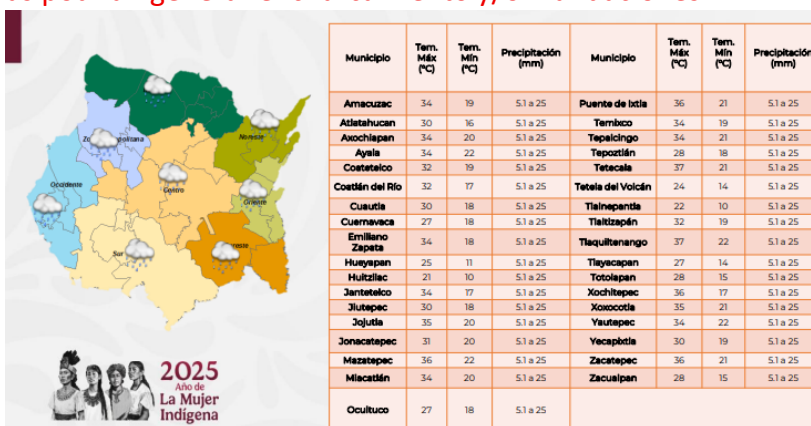 Municipio Tem. Máx (°C) Tem. Mín (°C) Precipitación (mm) Municipio Tem. Máx (°C) Tem. Mín (°C) Precipitación (mm)
Amacuzac 34 19 5.1 a 25 Puente de Ixtla 36 21 5.1 a 25
Atlatahucan 30 16 5.1 a 25 Temixco 34 19 5.1 a 25
Axochiapan 34 20 5.1 a 25 Tepalcingo 34 21 5.1 a 25
Ayala 34 22 5.1 a 25 Tepoztlán 28 18 5.1 a 25
Coatetelco 32 19 5.1 a 25 Tetecala 37 21 5.1 a 25
Coatlán del Río 32 17 5.1 a 25 Tetela del Volcán 24 14 5.1 a 25
Cuautla 30 18 5.1 a 25 Tlalnepantla 22 10 5.1 a 25
Cuernavaca 27 18 5.1 a 25 Tlaltizapán 32 19 5.1 a 25
Emiliano Zapata 34 18 5.1 a 25 Tlaquiltenango 37 22 5.1 a 25
Hueyapan 25 11 5.1 a 25 Tlayacapan 27 14 5.1 a 25
Huitzilac 21 10 5.1 a 25 Totolapan 28 15 5.1 a 25
Jantetelco 34 17 5.1 a 25 Xochitepec 36 17 5.1 a 25
Jiutepec 30 18 5.1 a 25 Xoxocotla 35 21 5.1 a 25
Jojutla 35 20 5.1 a 25 Yautepec 34 22 5.1 a 25
Jonacatepec 31 20 5.1 a 25 Yecapixtla 30 19 5.1 a 25
Mazatepec 36 22 5.1 a 25 Zacatepec 36 21 5.1 a 25
Miacatlán 34 20 5.1 a 25 Zacualpan 28 15 5.1 a 25
Ocuituco 27 18 5.1 a 25
Noreste
Occidente
Centro
Oriente
Sur
2025
Año de
La Mujer
Indígena